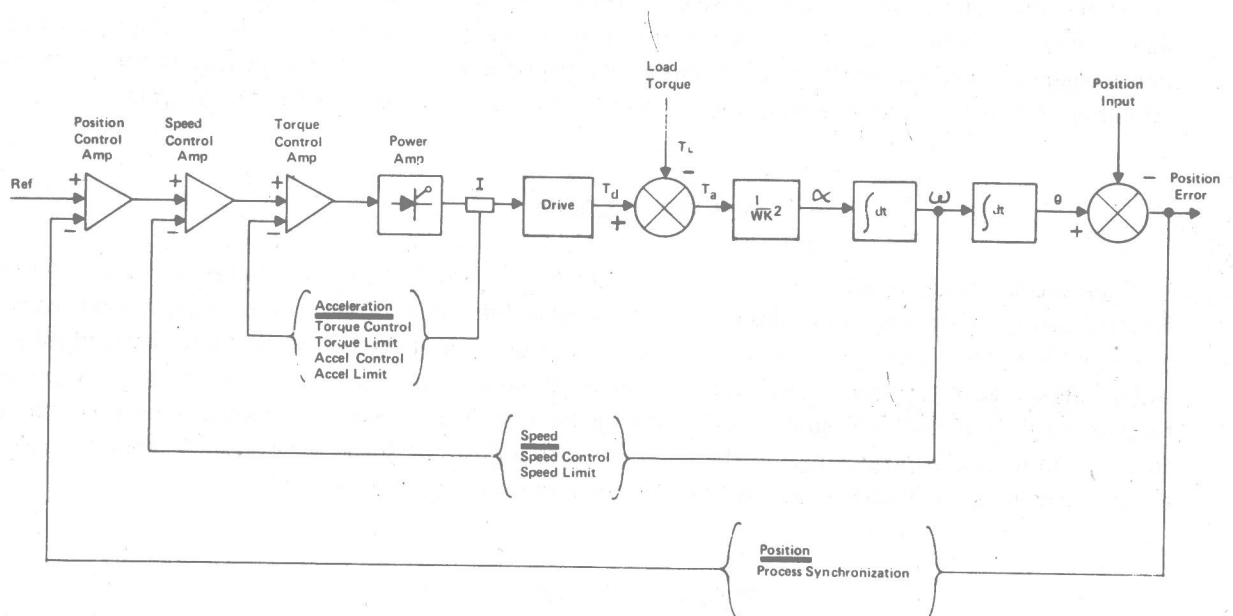 Load
Torque
Position
Input
Position
Control
Amp
Speed
Control
Amp
Torque
Control
Amp
Power
Amp
T_L
−
Ref
+
−
+
−
+
−
I
Drive
T_d
+
T_a
1/WK²
α
∫dt
ω
∫dt
θ
+
−
Position
Error
Acceleration
Torque Control
Torque Limit
Accel Control
Accel Limit
Speed
Speed Control
Speed Limit
Position
Process Synchronization